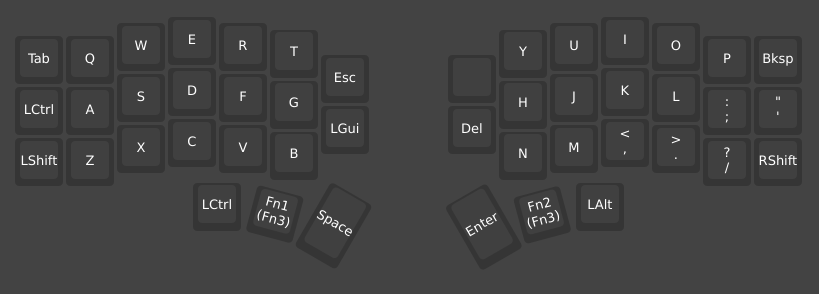 Tab Q W E R T
Esc
Y U I O P Bksp
LCtrl A S D F G
LGui
Del
H J K L : "
; '
LShift Z X C V B
N M < > ? RShift
, . /
LCtrl Fn1 Space
(Fn3)
Enter Fn2 LAlt
(Fn3)